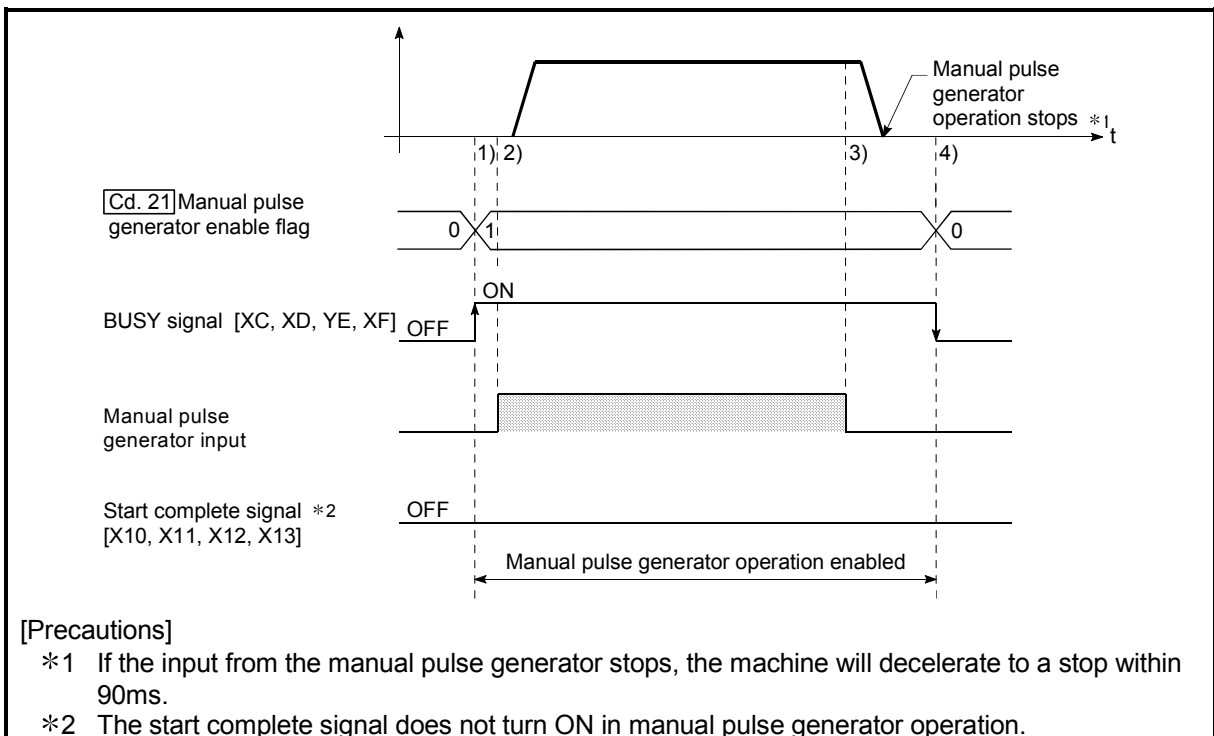 Manual pulse
generator
operation stops *1
t
1) 2) 3) 4)
Cd. 21 Manual pulse
generator enable flag
0 1 0
ON
BUSY signal [XC, XD, YE, XF] OFF
Manual pulse
generator input
Start complete signal *2 OFF
[X10, X11, X12, X13]
Manual pulse generator operation enabled
[Precautions]
*1 If the input from the manual pulse generator stops, the machine will decelerate to a stop within
90ms.
*2 The start complete signal does not turn ON in manual pulse generator operation.